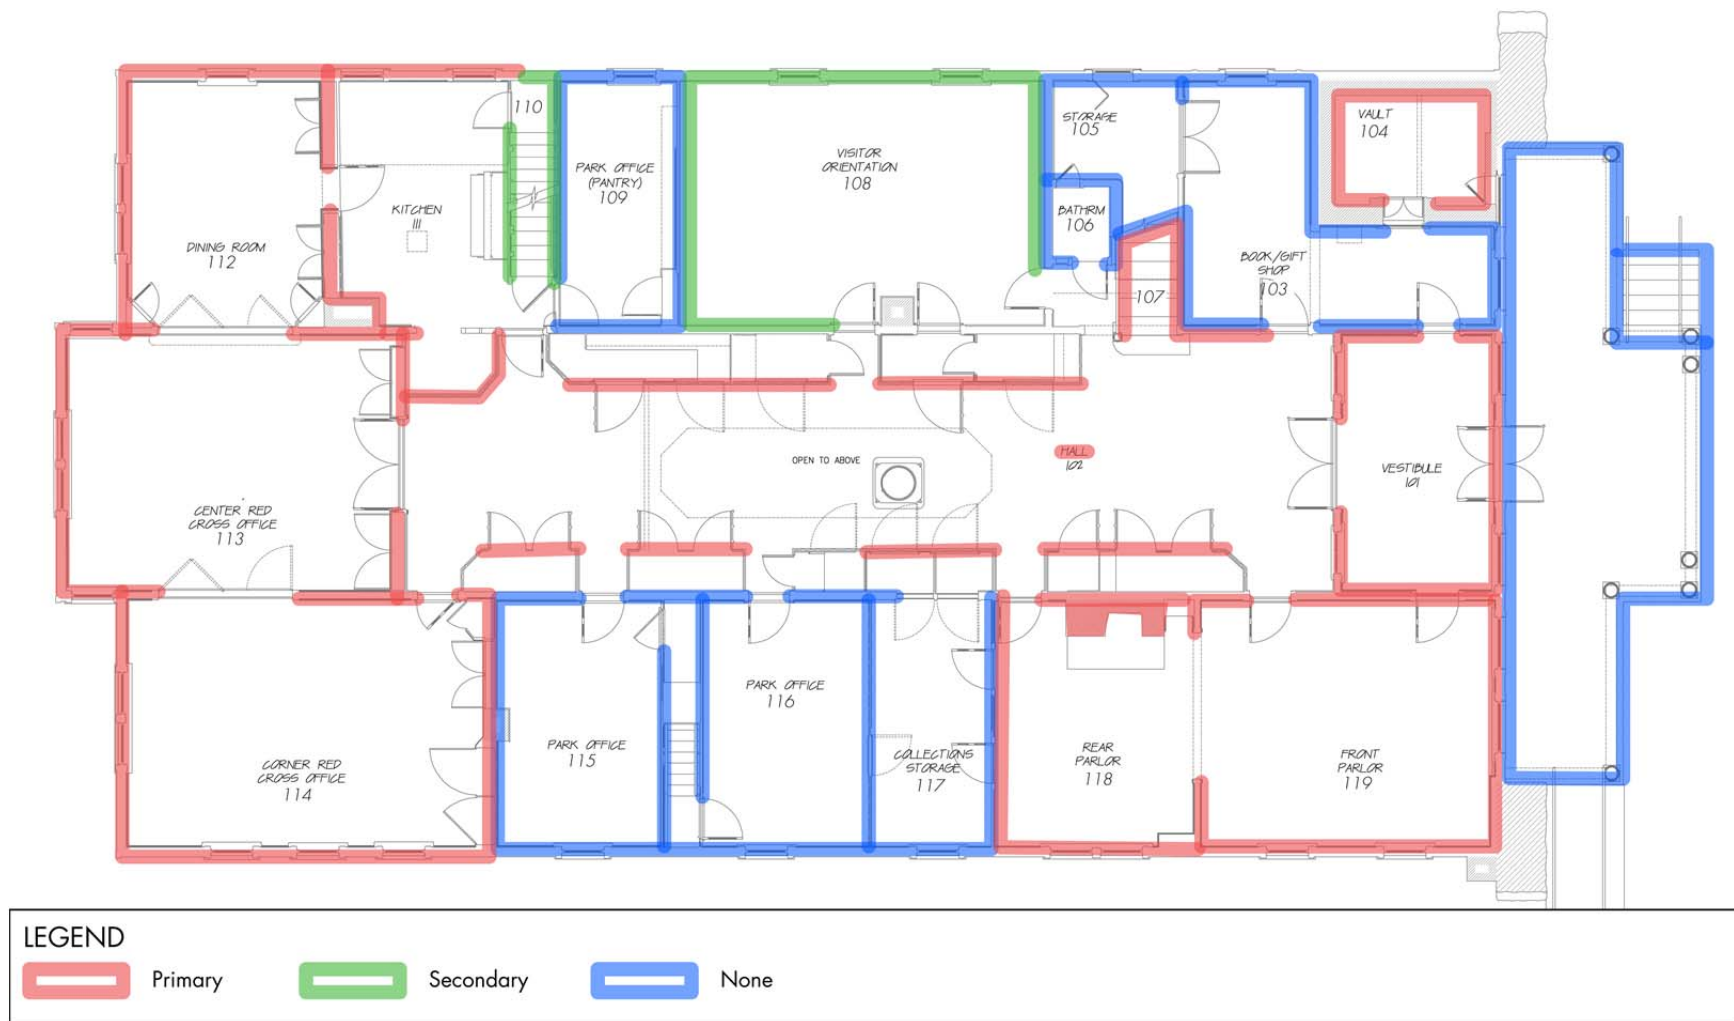 110
STORAGE
105
VAULT
104
VISITOR
ORIENTATION
108
PARK OFFICE
(PANTRY)
109
KITCHEN
111
BATHRM
106
DINING ROOM
112
BOOK/GIFT
SHOP
103
107
HALL
102
OPEN TO ABOVE
VESTIBULE
101
CENTER RED
CROSS OFFICE
113
PARK OFFICE
116
PARK OFFICE
115
COLLECTIONS
STORAGE
117
REAR
PARLOR
118
FRONT
PARLOR
119
CORNER RED
CROSS OFFICE
114
LEGEND
Primary
Secondary
None